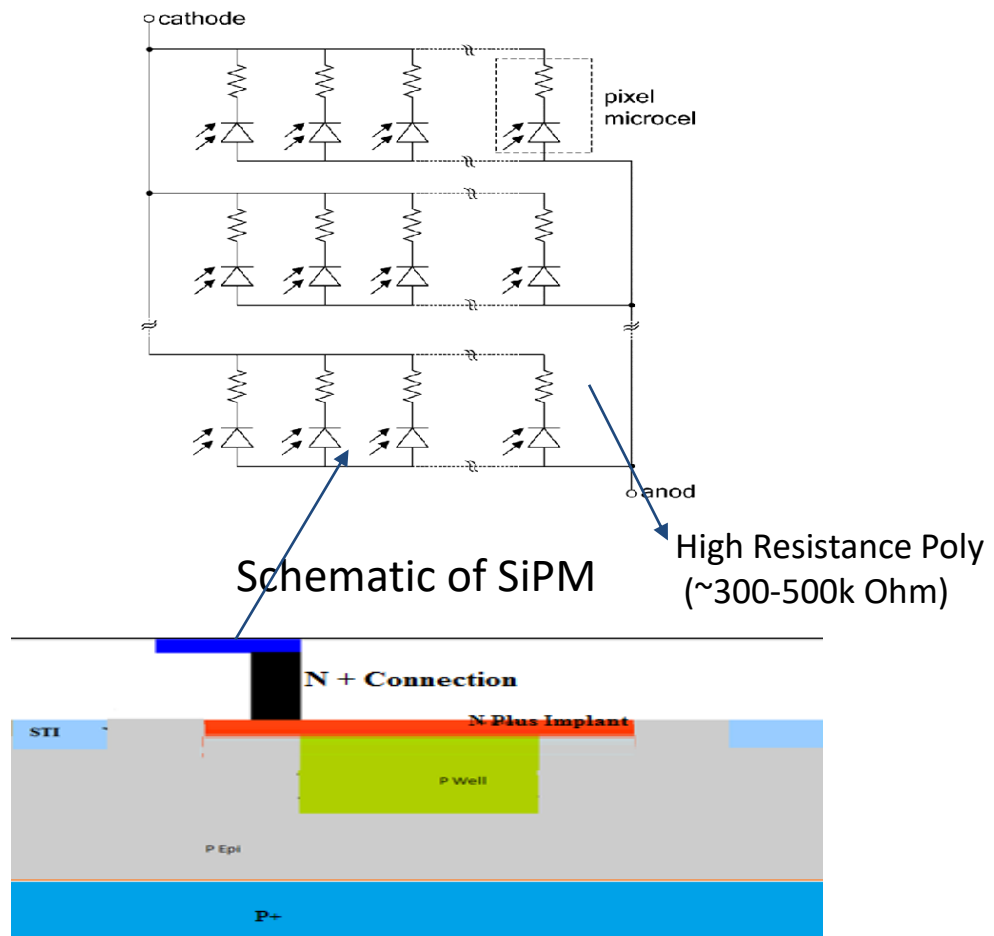 cathode
pixel
microcel
anod
High Resistance Poly
(~300-500k Ohm)
Schematic of SiPM
N + Connection
N Plus Implant
STI
P Well
P Epi
P+